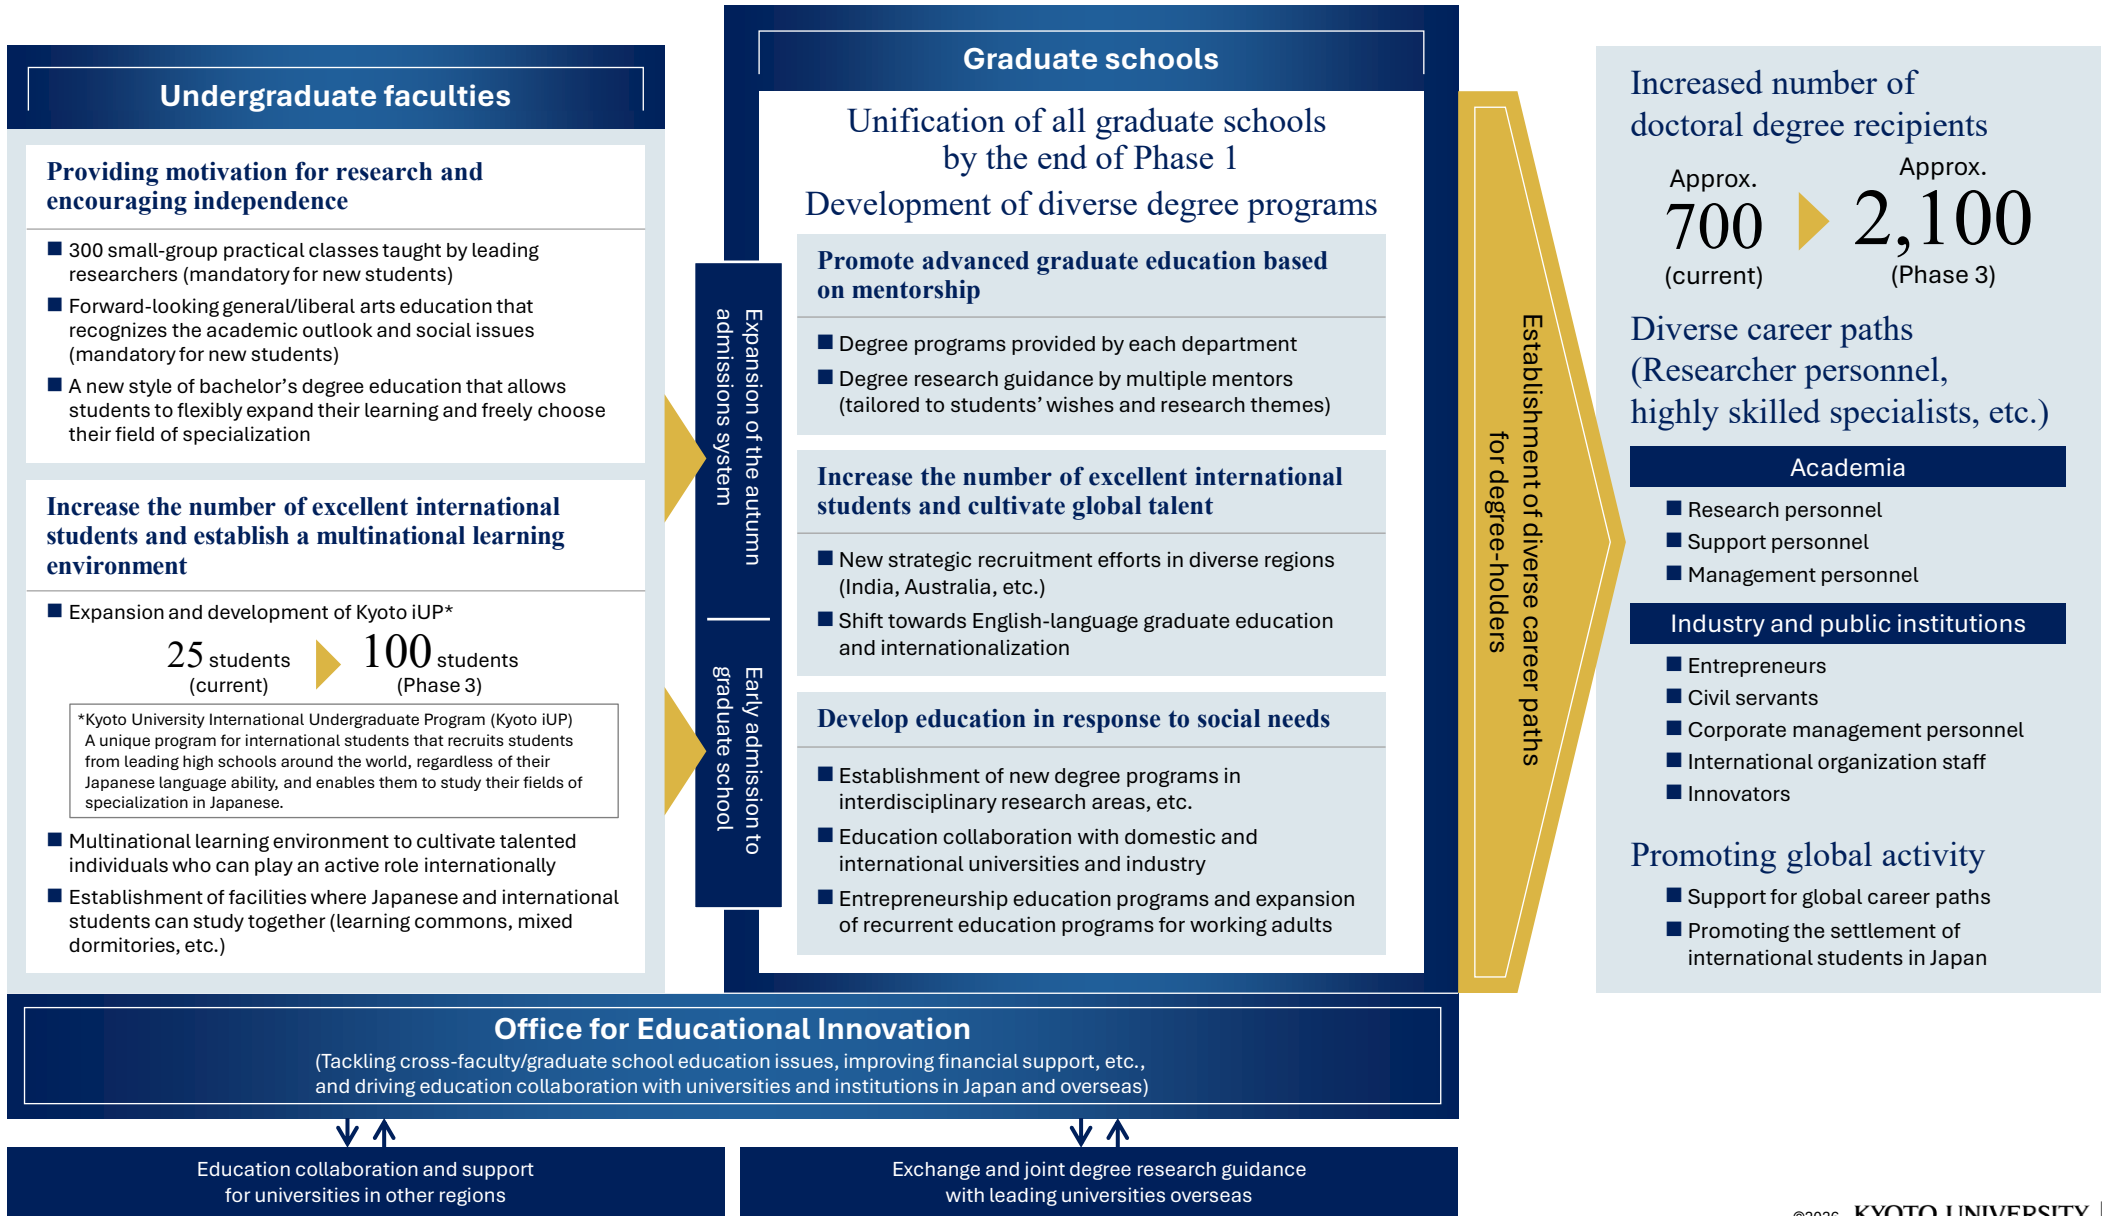 Undergraduate faculties
Providing motivation for research and
encouraging independence
■ 300 small-group practical classes taught by leading
researchers (mandatory for new students)
■ Forward-looking general/liberal arts education that
recognizes the academic outlook and social issues
(mandatory for new students)
■ A new style of bachelor's degree education that allows
students to flexibly expand their learning and freely choose
their field of specialization
Increase the number of excellent international
students and establish a multinational learning
environment
■ Expansion and development of Kyoto iUP*
25 students
(current)
100 students
(Phase 3)
*Kyoto University International Undergraduate Program (Kyoto iUP)
A unique program for international students that recruits students
from leading high schools around the world, regardless of their
Japanese language ability, and enables them to study their fields of
specialization in Japanese.
■ Multinational learning environment to cultivate talented
individuals who can play an active role internationally
■ Establishment of facilities where Japanese and international
students can study together (learning commons, mixed
dormitories, etc.)
Expansion of the autumn
admissions system
Early admission to
graduate school
Graduate schools
Unification of all graduate schools
by the end of Phase 1
Development of diverse degree programs
Promote advanced graduate education based
on mentorship
■ Degree programs provided by each department
■ Degree research guidance by multiple mentors
(tailored to students' wishes and research themes)
Increase the number of excellent international
students and cultivate global talent
■ New strategic recruitment efforts in diverse regions
(India, Australia, etc.)
■ Shift towards English-language graduate education
and internationalization
Develop education in response to social needs
■ Establishment of new degree programs in
interdisciplinary research areas, etc.
■ Education collaboration with domestic and
international universities and industry
■ Entrepreneurship education programs and expansion
of recurrent education programs for working adults
Establishment of diverse career paths
for degree-holders
Increased number of
doctoral degree recipients
Approx.
700
(current)
Approx.
2,100
(Phase 3)
Diverse career paths
(Researcher personnel,
highly skilled specialists, etc.)
Academia
■ Research personnel
■ Support personnel
■ Management personnel
Industry and public institutions
■ Entrepreneurs
■ Civil servants
■ Corporate management personnel
■ International organization staff
■ Innovators
Promoting global activity
■ Support for global career paths
■ Promoting the settlement of
international students in Japan
Office for Educational Innovation
(Tackling cross-faculty/graduate school education issues, improving financial support, etc.,
and driving education collaboration with universities and institutions in Japan and overseas)
Education collaboration and support
for universities in other regions
Exchange and joint degree research guidance
with leading universities overseas
©2026 KYOTO UNIVERSITY